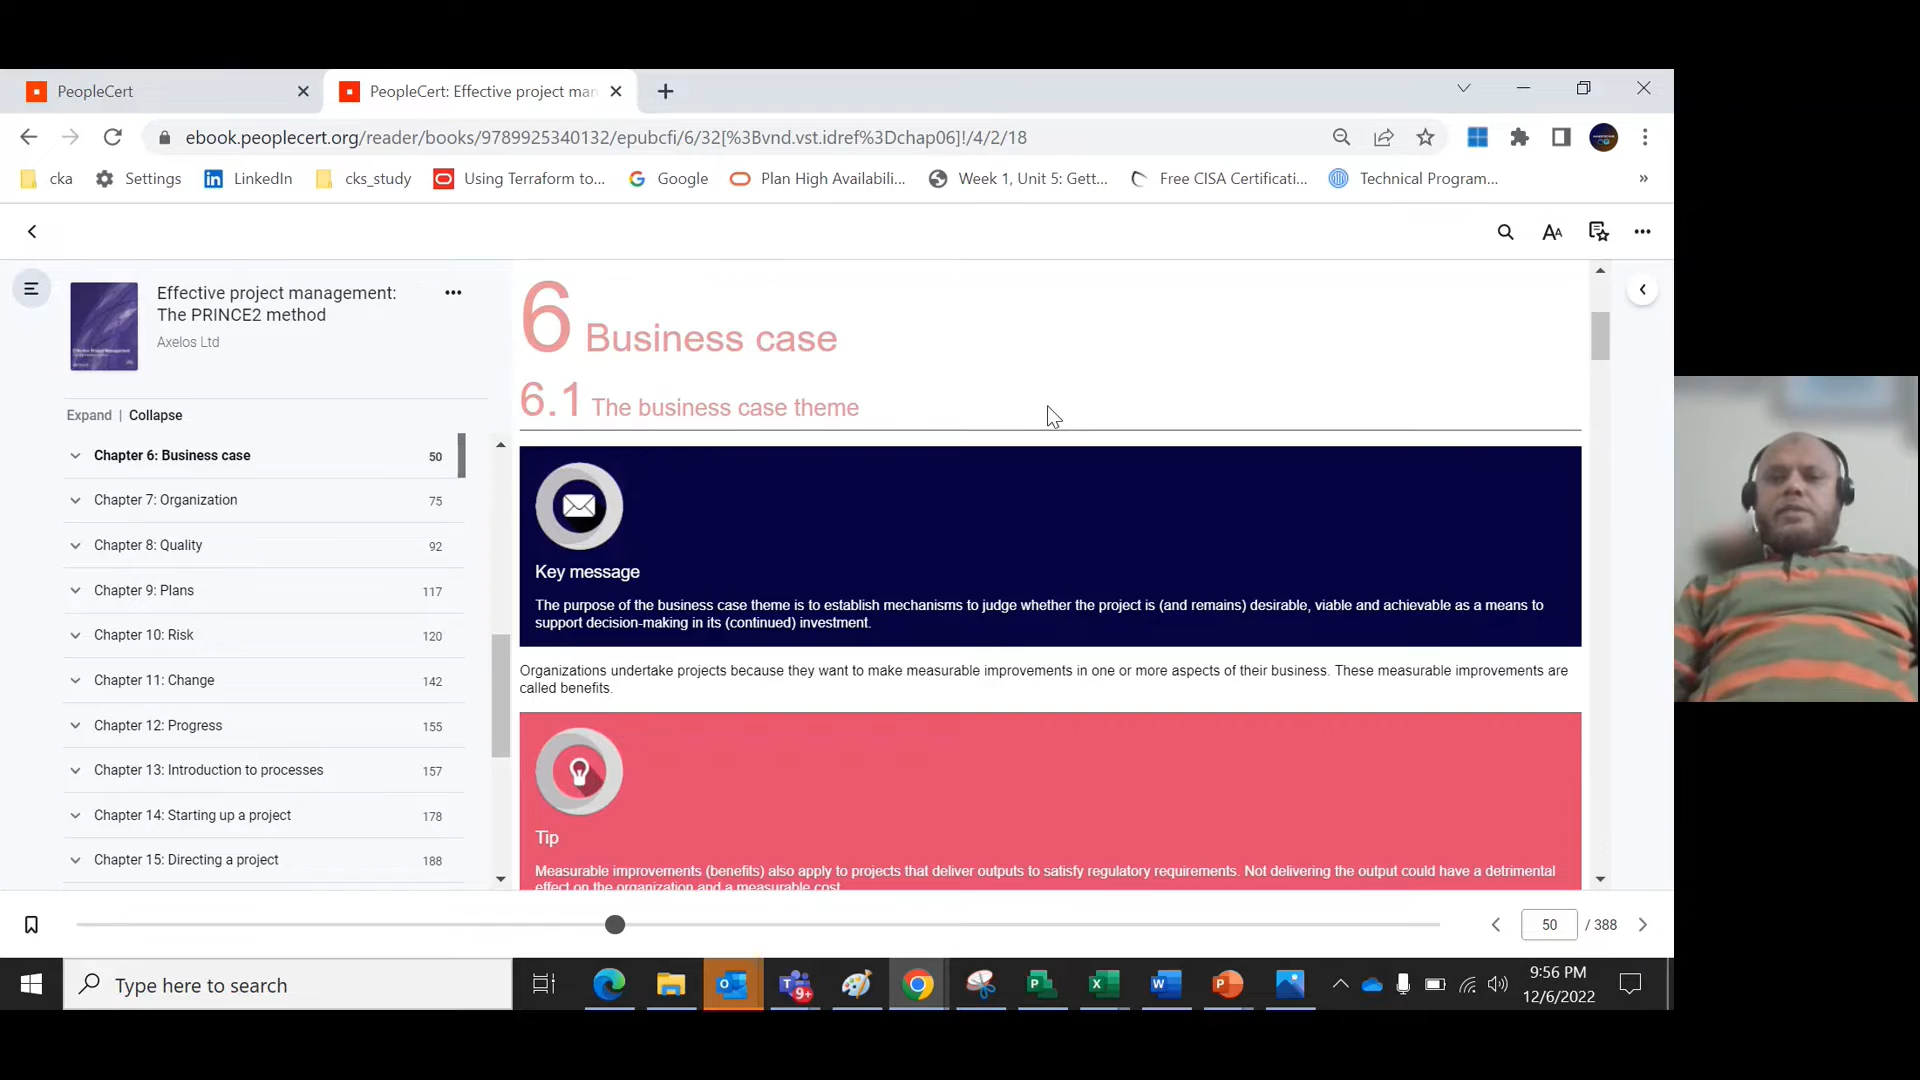 PeopleCert
PeopleCert: Effective project man
ebook.peoplecert.org/reader/books/9789925340132/epubcfi/6/32[%3Bvnd.vst.idref%3Dchap06]!/4/2/18
cka
Settings
LinkedIn
cks_study
Using Terraform to...
Google
Plan High Availabili...
Week 1, Unit 5: Gett...
Free CISA Certificati...
Technical Program...
»
AA
Effective project management:
The PRINCE2 method
Axelos Ltd
Expand | Collapse
Chapter 6: Business case 50
Chapter 7: Organization 75
Chapter 8: Quality 92
Chapter 9: Plans 117
Chapter 10: Risk 120
Chapter 11: Change 142
Chapter 12: Progress 155
Chapter 13: Introduction to processes 157
Chapter 14: Starting up a project 178
Chapter 15: Directing a project 188
6 Business case
6.1 The business case theme
Key message
The purpose of the business case theme is to establish mechanisms to judge whether the project is (and remains) desirable, viable and achievable as a means to
support decision-making in its (continued) investment.
Organizations undertake projects because they want to make measurable improvements in one or more aspects of their business. These measurable improvements are
called benefits.
Tip
Measurable improvements (benefits) also apply to projects that deliver outputs to satisfy regulatory requirements. Not delivering the output could have a detrimental
effect on the organization and a measurable cost
50 / 388
Type here to search
9+
9:56 PM
12/6/2022